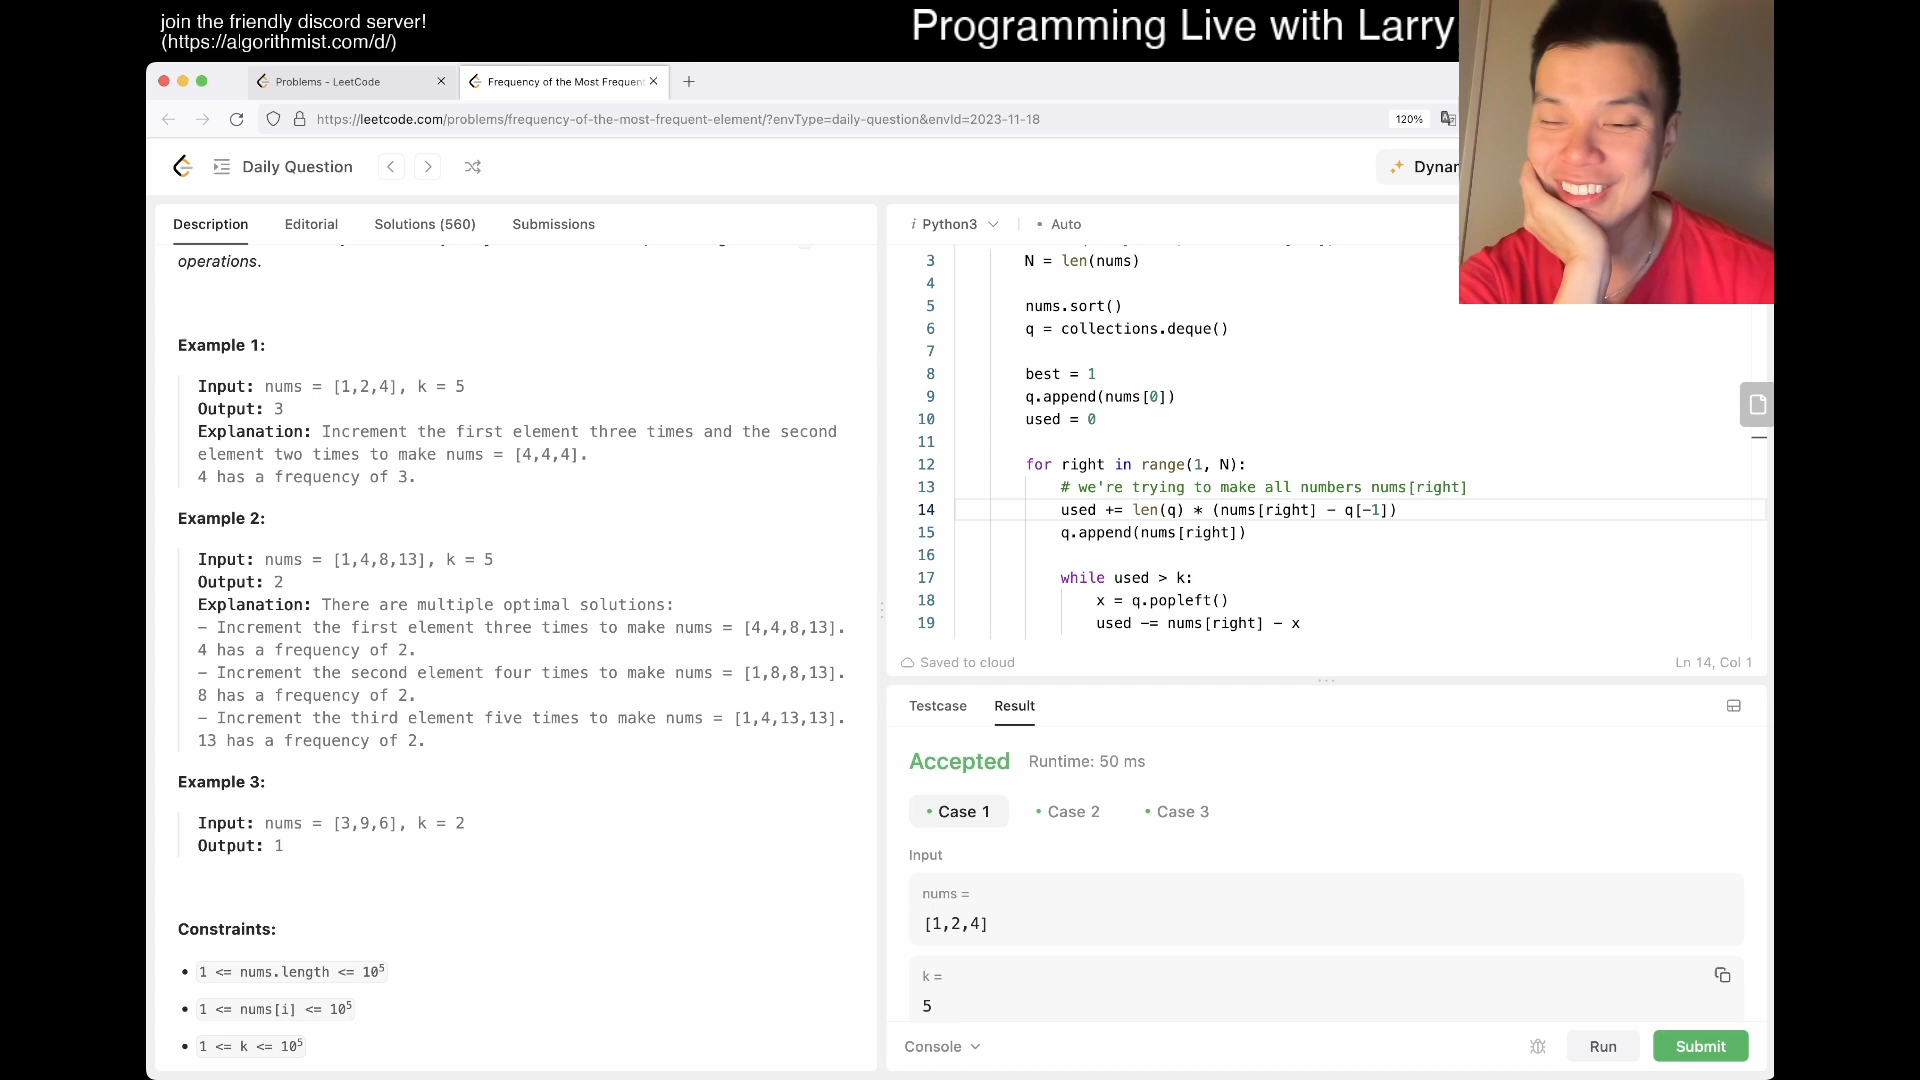 join the friendly discord server!
(https://algorithmist.com/d/)
Programming Live with Larry
Problems - LeetCode
Frequency of the Most Frequent
https://leetcode.com/problems/frequency-of-the-most-frequent-element/?envType=daily-question&envId=2023-11-18
120%
Daily Question
Dynam
Description
Editorial
Solutions (560)
Submissions
operations.
Example 1:
Input: nums = [1,2,4], k = 5
Output: 3
Explanation: Increment the first element three times and the second
element two times to make nums = [4,4,4].
4 has a frequency of 3.
Example 2:
Input: nums = [1,4,8,13], k = 5
Output: 2
Explanation: There are multiple optimal solutions:
- Increment the first element three times to make nums = [4,4,8,13].
4 has a frequency of 2.
- Increment the second element four times to make nums = [1,8,8,13].
8 has a frequency of 2.
- Increment the third element five times to make nums = [1,4,13,13].
13 has a frequency of 2.
Example 3:
Input: nums = [3,9,6], k = 2
Output: 1
Constraints:
• 1 <= nums.length <= 10⁵
• 1 <= nums[i] <= 10⁵
• 1 <= k <= 10⁵
i Python3
• Auto
3 N = len(nums)
4
5 nums.sort()
6 q = collections.deque()
7
8 best = 1
9 q.append(nums[0])
10 used = 0
11
12 for right in range(1, N):
13 # we're trying to make all numbers nums[right]
14 used += len(q) * (nums[right] - q[-1])
15 q.append(nums[right])
16
17 while used > k:
18 x = q.popleft()
19 used -= nums[right] - x
Saved to cloud
Ln 14, Col 1
Testcase
Result
Accepted
Runtime: 50 ms
• Case 1
• Case 2
• Case 3
Input
nums =
[1,2,4]
k =
5
Console
Run
Submit